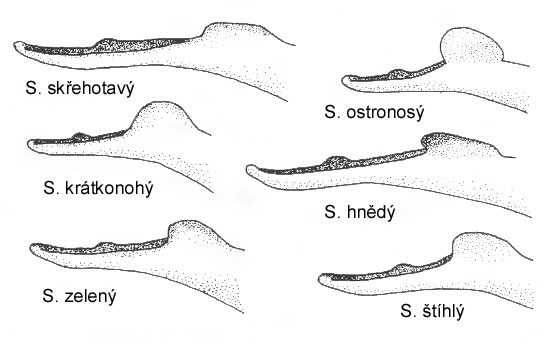 S. skřehotavý
S. ostronosý
S. krátkonohý
S. hnědý
S. zelený
S. štíhlý